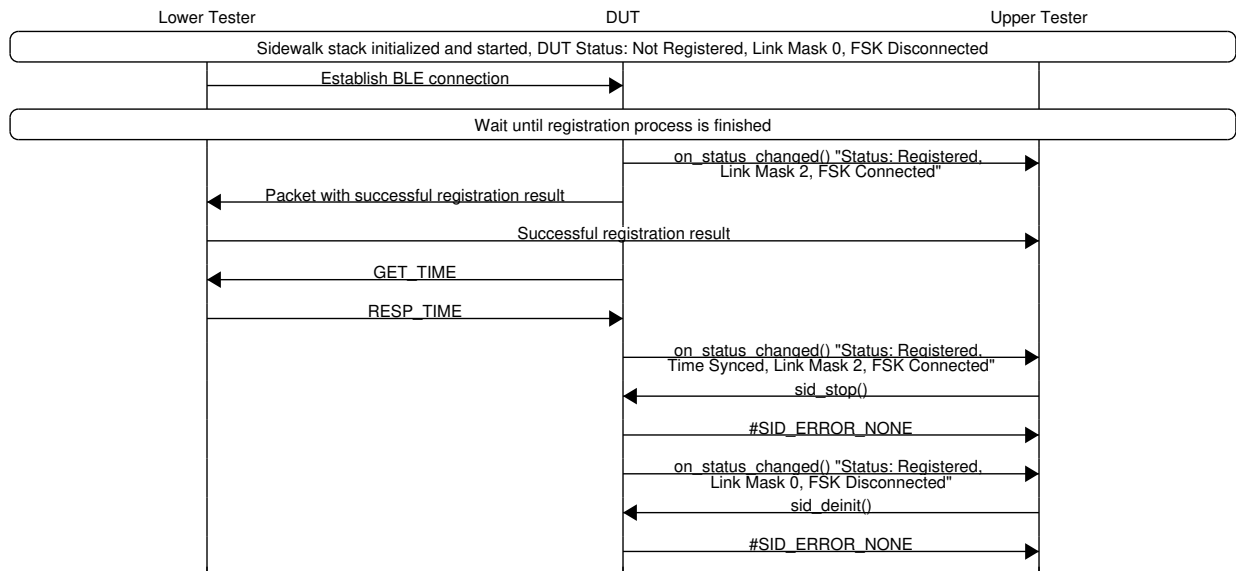 Lower Tester DUT Upper Tester
Sidewalk stack initialized and started, DUT Status: Not Registered, Link Mask 0, FSK Disconnected
Establish BLE connection
Wait until registration process is finished
on_status_changed() "Status: Registered,
Link Mask 2, FSK Connected"
Packet with successful registration result
Successful registration result
GET_TIME
RESP_TIME
on_status_changed() "Status: Registered,
Time Synced, Link Mask 2, FSK Connected"
sid_stop()
#SID_ERROR_NONE
on_status_changed() "Status: Registered,
Link Mask 0, FSK Disconnected"
sid_deinit()
#SID_ERROR_NONE